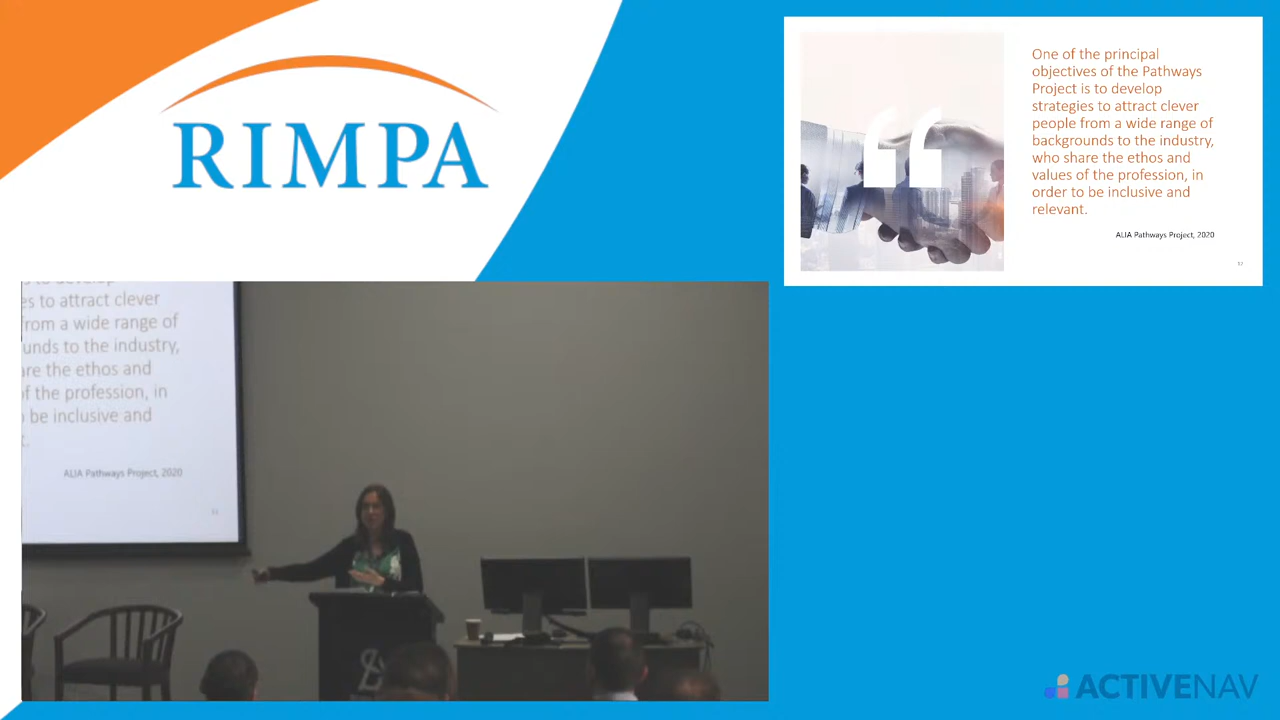 RIMPA
One of the principal
objectives of the Pathways
Project is to develop
strategies to attract clever
people from a wide range of
backgrounds to the industry,
who share the ethos and
values of the profession, in
order to be inclusive and
relevant.
ALIA Pathways Project, 2020
es to attract clever
from a wide range of
unds to the industry,
are the ethos and
of the profession, in
be inclusive and
ALIA Pathways Project, 2020
ACTIVENAV